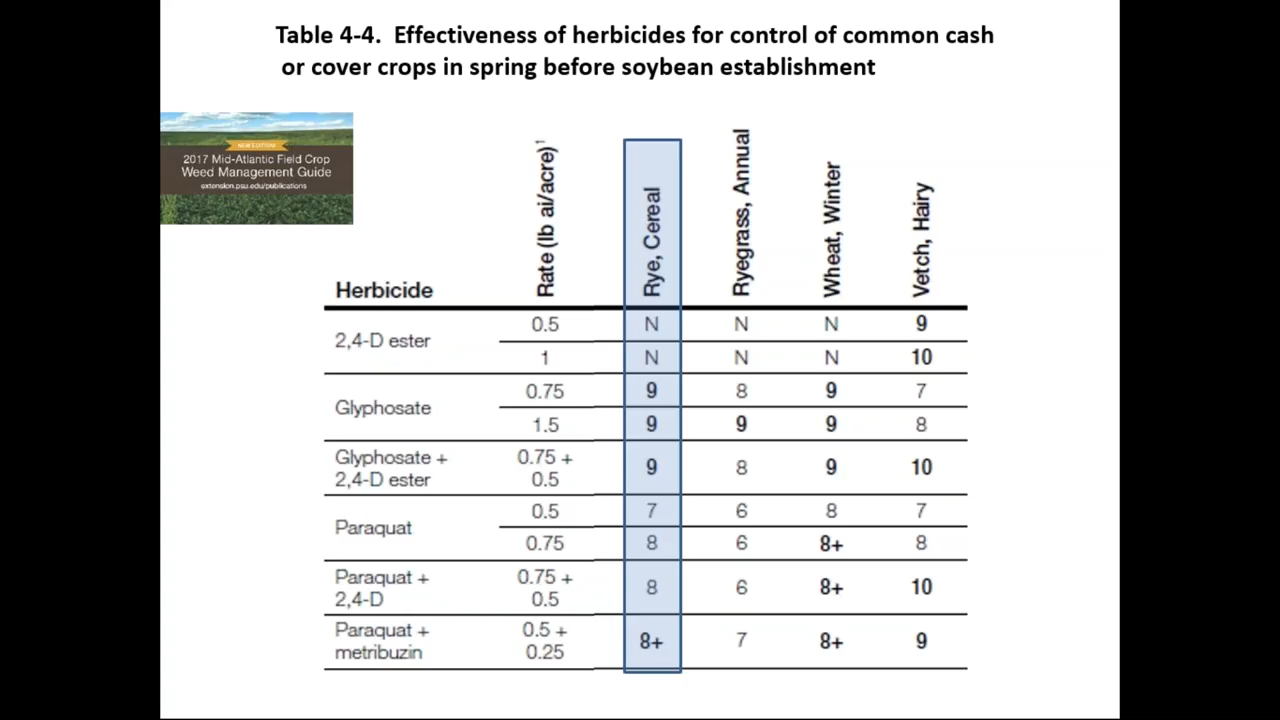 Table 4-4.  Effectiveness of herbicides for control of common cash
or cover crops in spring before soybean establishment
NEW EDITION!
2017 Mid-Atlantic Field Crop
Weed Management Guide
extension.psu.edu/publications
Herbicide Rate (lb ai/acre)¹ Rye, Cereal Ryegrass, Annual Wheat, Winter Vetch, Hairy
2,4-D ester
0.5 N N N 9
1 N N N 10
Glyphosate
0.75 9 8 9 7
1.5 9 9 9 8
Glyphosate + 0.75 +
2,4-D ester 0.5
9 8 9 10
Paraquat
0.5 7 6 8 7
0.75 8 6 8+ 8
Paraquat + 0.75 +
2,4-D 0.5
8 6 8+ 10
Paraquat + 0.5 +
metribuzin 0.25
8+ 7 8+ 9